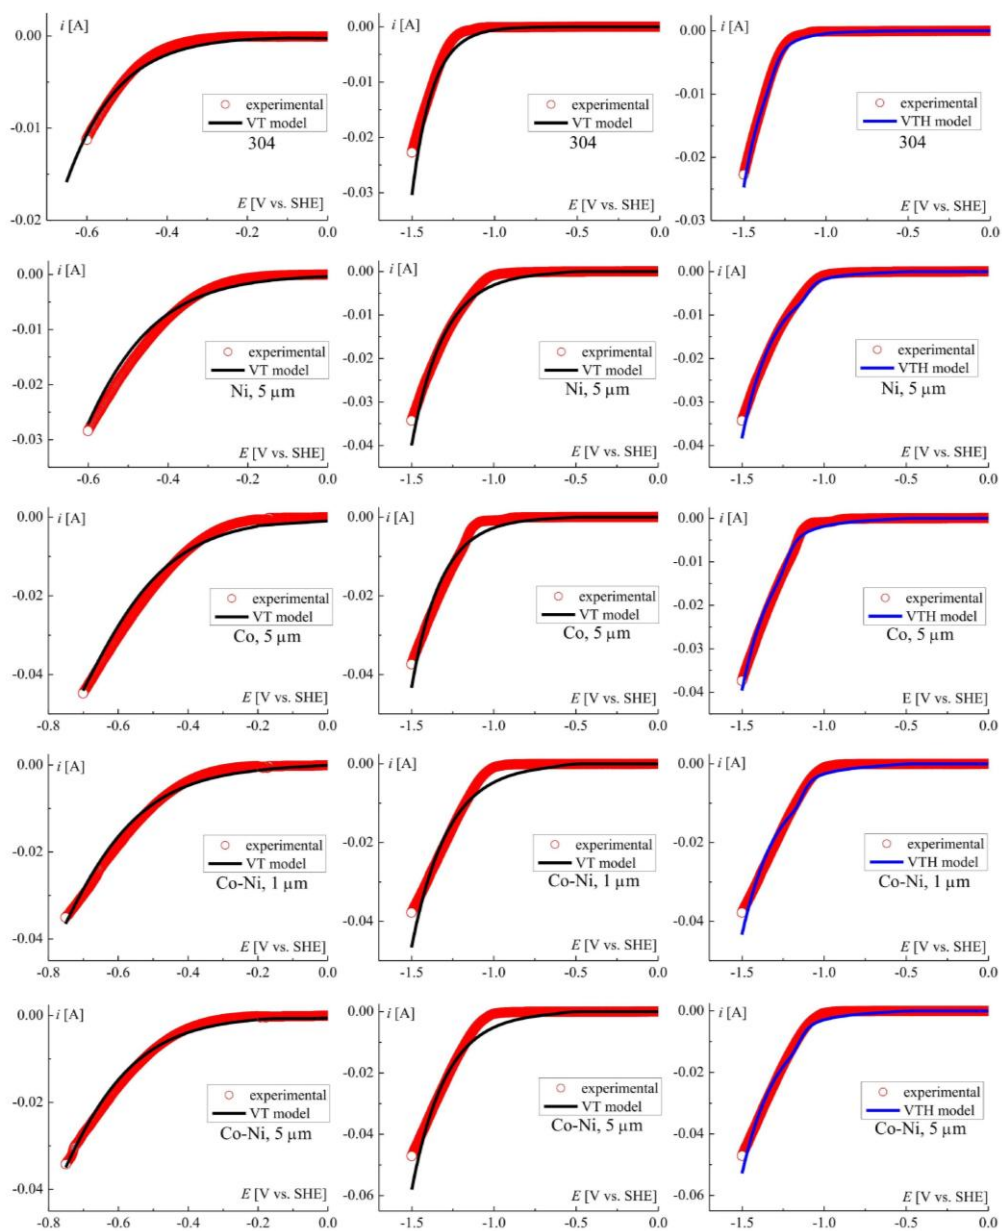 i [A]
0.00
-0.01
-0.02
experimental
VT model
304
E [V vs. SHE]
-0.6 -0.4 -0.2 0.0
i [A]
0.00
-0.01
-0.02
-0.03
experimental
VT model
304
E [V vs. SHE]
-1.5 -1.0 -0.5 0.0
i [A]
0.00
-0.01
-0.02
-0.03
experimental
VTH model
304
E [V vs. SHE]
-1.5 -1.0 -0.5 0.0
i [A]
0.00
-0.01
-0.02
-0.03
experimental
VT model
Ni, 5 μm
E [V vs. SHE]
-0.6 -0.4 -0.2 0.0
i [A]
0.00
-0.01
-0.02
-0.03
-0.04
experimental
VT model
Ni, 5 μm
E [V vs. SHE]
-1.5 -1.0 -0.5 0.0
i [A]
0.00
-0.01
-0.02
-0.03
-0.04
experimental
VTH model
Ni, 5 μm
E [V vs. SHE]
-1.5 -1.0 -0.5 0.0
i [A]
0.00
-0.02
-0.04
experimental
VT model
Co, 5 μm
E [V vs. SHE]
-0.8 -0.6 -0.4 -0.2 0.0
i [A]
0.00
-0.01
-0.02
-0.03
-0.04
experimental
VT model
Co, 5 μm
E [V vs. SHE]
-1.5 -1.0 -0.5 0.0
i [A]
0.00
-0.01
-0.02
-0.03
-0.04
experimental
VTH model
Co, 5 μm
E [V vs. SHE]
-1.5 -1.0 -0.5 0.0
i [A]
0.00
-0.02
-0.04
experimental
VT model
Co-Ni, 1 μm
E [V vs. SHE]
-0.8 -0.6 -0.4 -0.2 0.0
i [A]
0.00
-0.02
-0.04
experimental
VT model
Co-Ni, 1 μm
E [V vs. SHE]
-1.5 -1.0 -0.5 0.0
i [A]
0.00
-0.02
-0.04
experimental
VTH model
Co-Ni, 1 μm
E [V vs. SHE]
-1.5 -1.0 -0.5 0.0
i [A]
0.00
-0.02
-0.04
experimental
VT model
Co-Ni, 5 μm
E [V vs. SHE]
-0.8 -0.6 -0.4 -0.2 0.0
i [A]
0.00
-0.02
-0.04
-0.06
experimental
VT model
Co-Ni, 5 μm
E [V vs. SHE]
-1.5 -1.0 -0.5 0.0
i [A]
0.00
-0.02
-0.04
-0.06
experimental
VTH model
Co-Ni, 5 μm
E [V vs. SHE]
-1.5 -1.0 -0.5 0.0